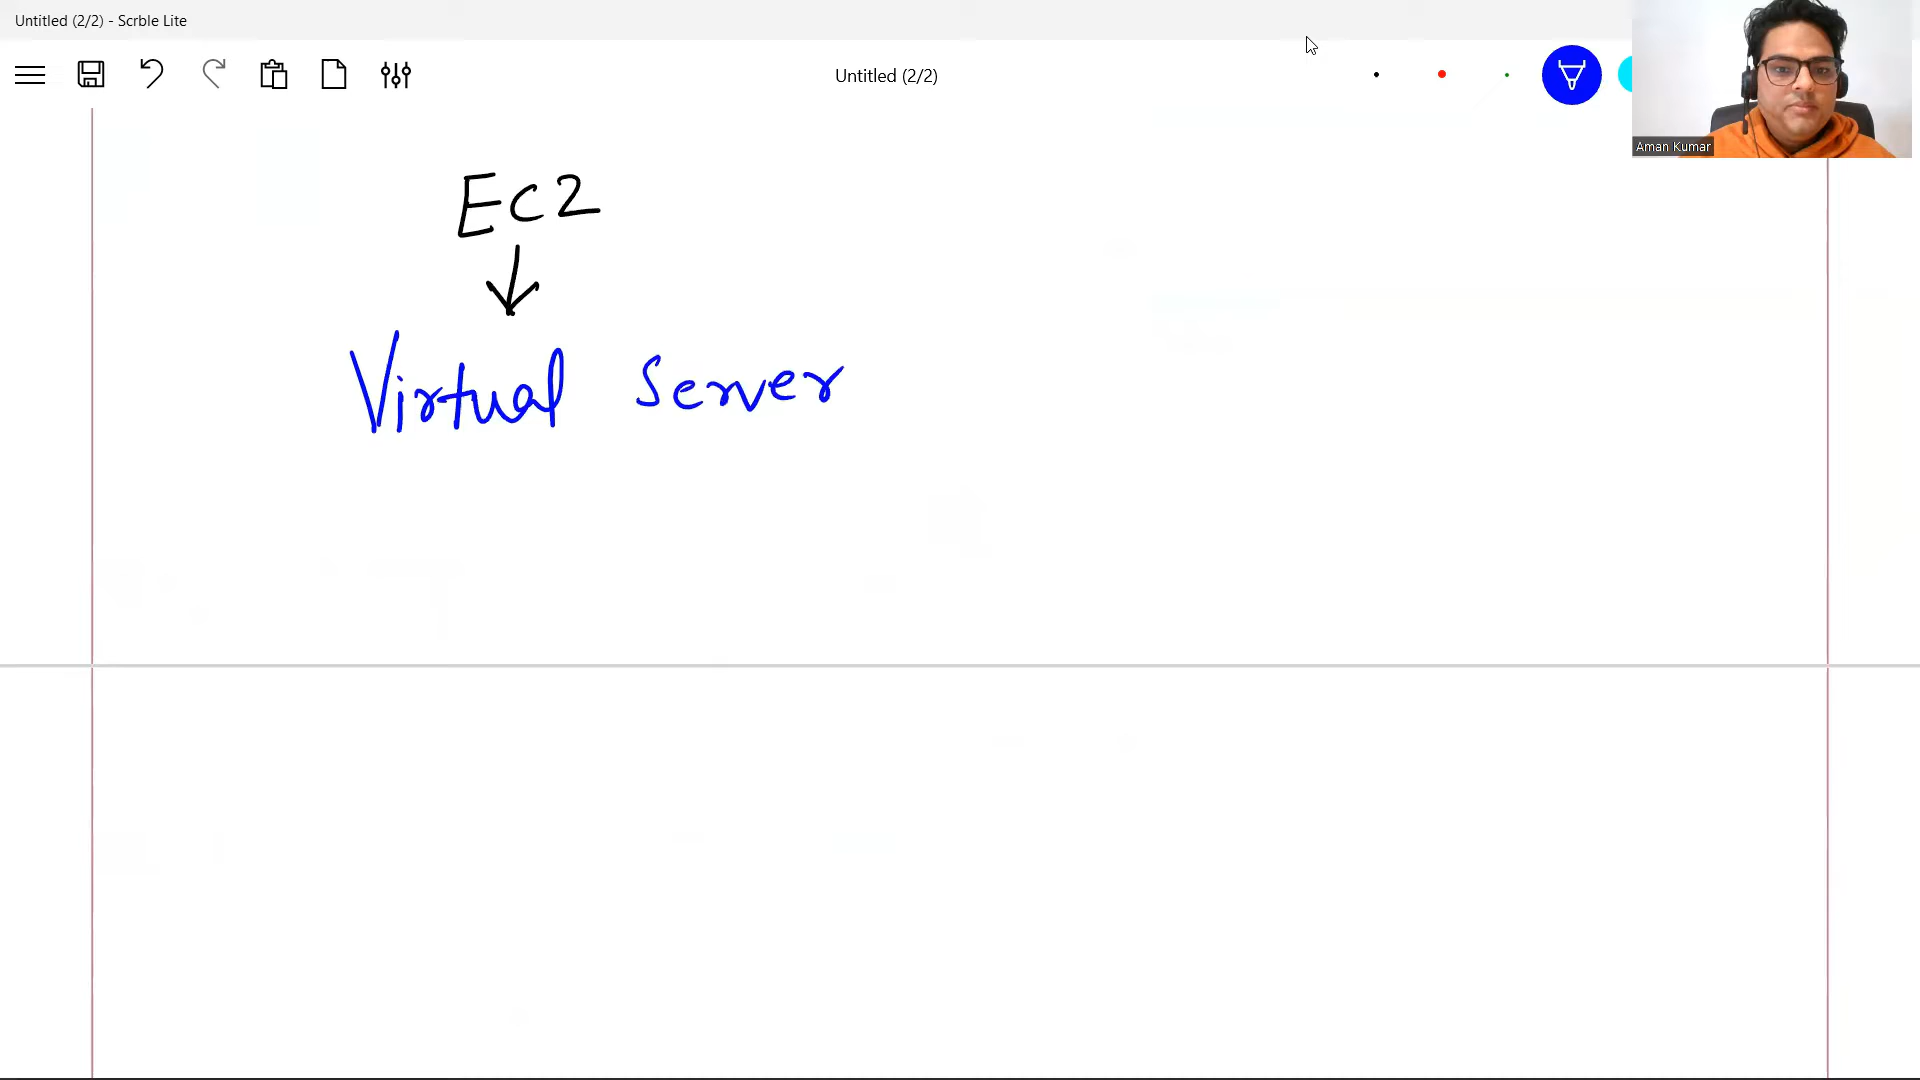 Untitled (2/2) - Scrble Lite
Untitled (2/2)
Aman Kumar
EC2
Virtual Server